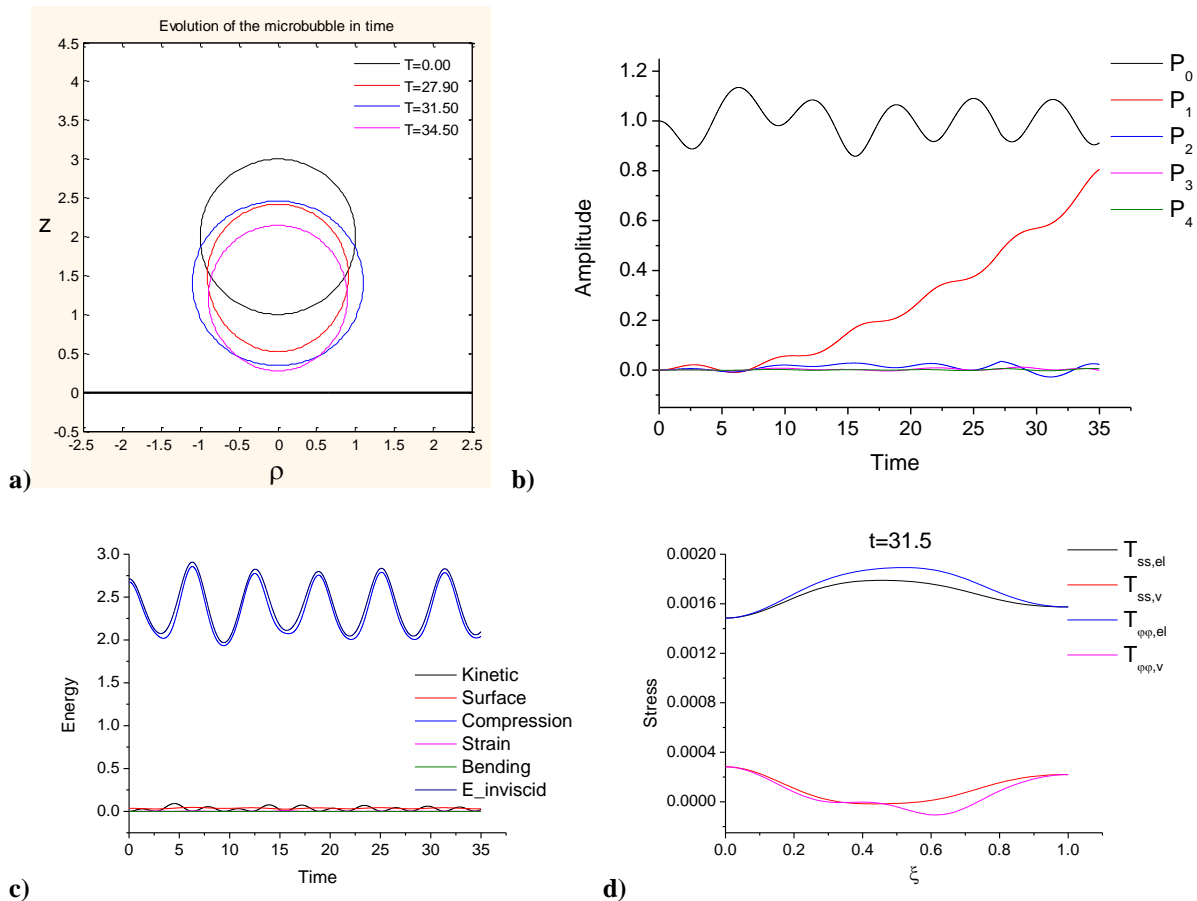 Evolution of the microbubble in time
4.5
4
3.5
3
2.5
2
1.5
1
0.5
0
-0.5
z
T=0.00
T=27.90
T=31.50
T=34.50
-2.5 -2 -1.5 -1 -0.5 0 0.5 1 1.5 2 2.5
ρ
a)
1.2
1.0
0.8
0.6
0.4
0.2
0.0
Amplitude
P0
P1
P2
P3
P4
0 5 10 15 20 25 30 35
Time
b)
3.0
2.5
2.0
1.5
1.0
0.5
0.0
Energy
Kinetic
Surface
Compression
Strain
Bending
E_inviscid
0 5 10 15 20 25 30 35
Time
c)
t=31.5
0.0020
0.0016
0.0012
0.0008
0.0004
0.0000
Stress
Tss,el
Tss,v
Tφφ,el
Tφφ,v
0.0 0.2 0.4 0.6 0.8 1.0
ξ
d)